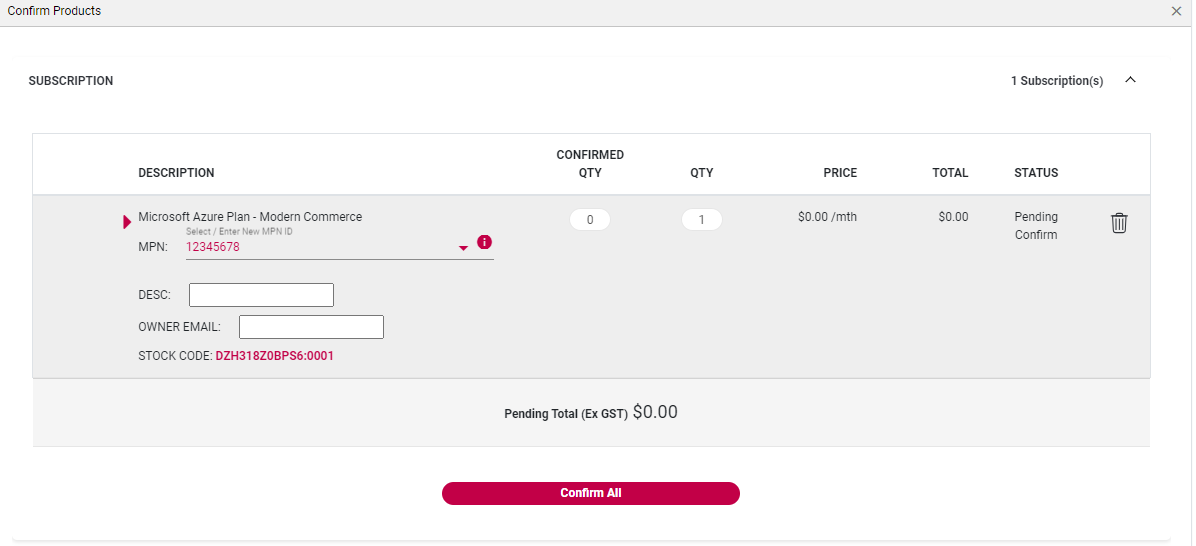 Confirm Products
SUBSCRIPTION
1 Subscription(s)
DESCRIPTION
CONFIRMED QTY
QTY
PRICE
TOTAL
STATUS
Microsoft Azure Plan - Modern Commerce
0
1
$0.00 /mth
$0.00
Pending
Confirm
Select / Enter New MPN ID
MPN: 12345678
DESC:
OWNER EMAIL:
STOCK CODE: DZH318Z0BPS6:0001
Pending Total (Ex GST) $0.00
Confirm All